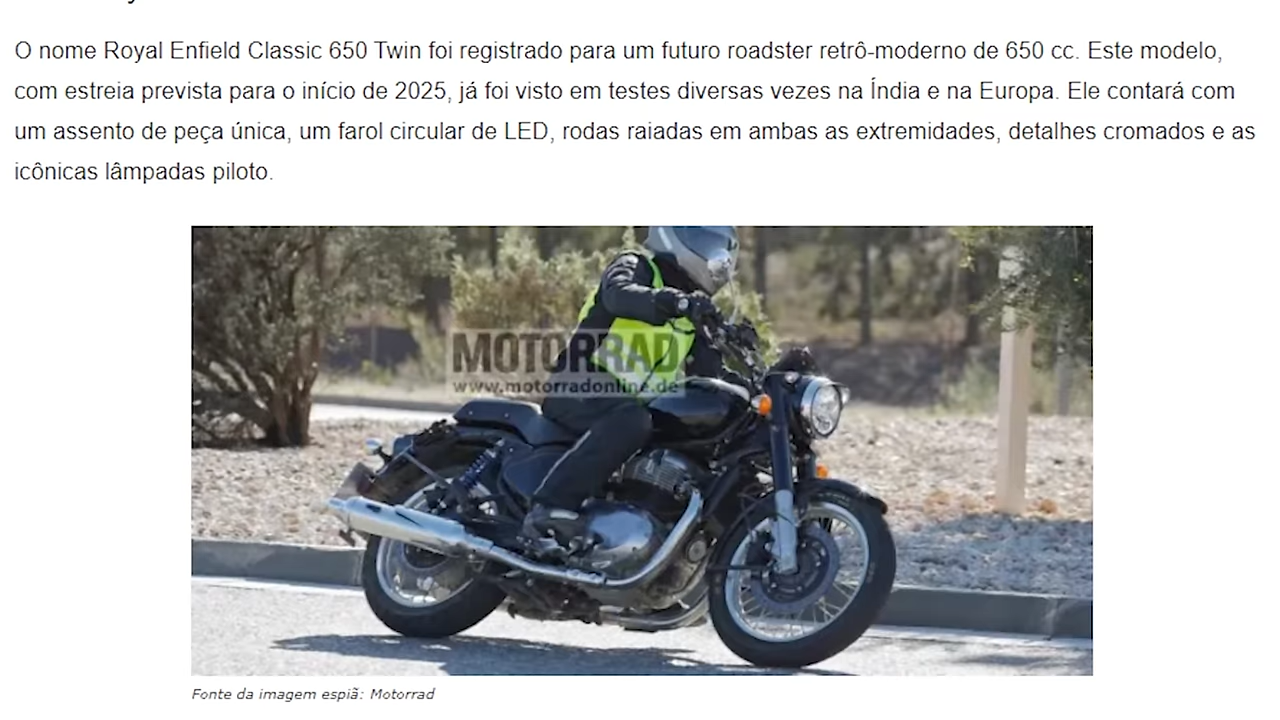 O nome Royal Enfield Classic 650 Twin foi registrado para um futuro roadster retrô-moderno de 650 cc. Este modelo,
com estreia prevista para o início de 2025, já foi visto em testes diversas vezes na Índia e na Europa. Ele contará com
um assento de peça única, um farol circular de LED, rodas raiadas em ambas as extremidades, detalhes cromados e as
icônicas lâmpadas piloto.
MOTORRAD
www.motorradonline.de
Fonte da imagem espiã: Motorrad